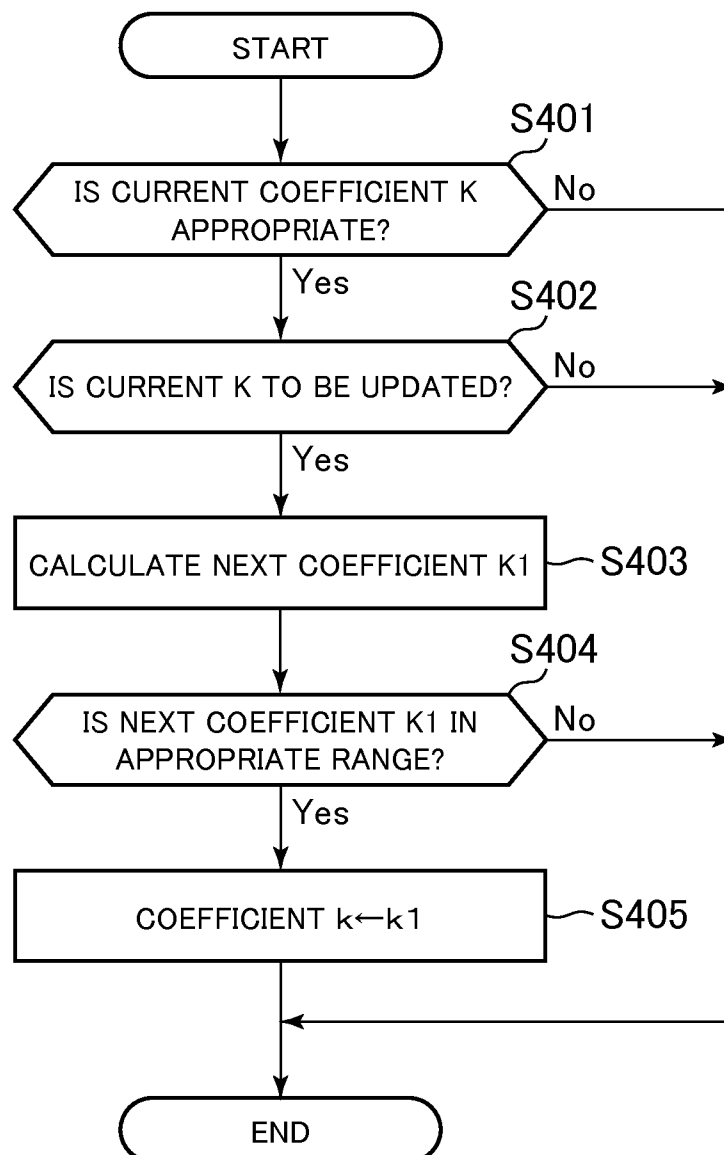 START
S401
IS CURRENT COEFFICIENT K
APPROPRIATE?
No
Yes
S402
IS CURRENT K TO BE UPDATED?
No
Yes
CALCULATE NEXT COEFFICIENT K1
S403
S404
IS NEXT COEFFICIENT K1 IN
APPROPRIATE RANGE?
No
Yes
COEFFICIENT k←k1
S405
END